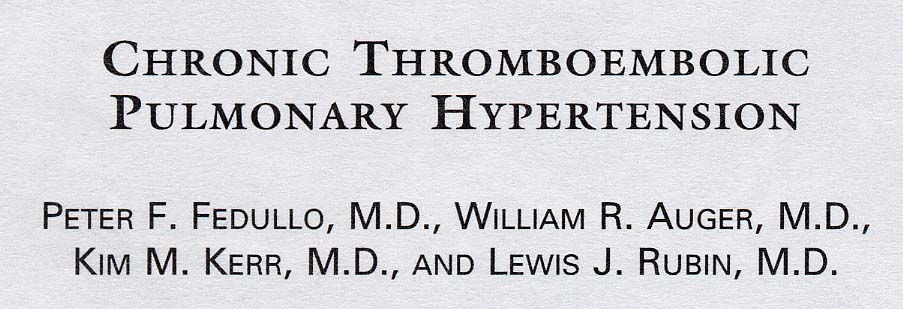 CHRONIC THROMBOEMBOLIC
PULMONARY HYPERTENSION
PETER F. FEDULLO, M.D., WILLIAM R. AUGER, M.D.,
KIM M. KERR, M.D., AND LEWIS J. RUBIN, M.D.